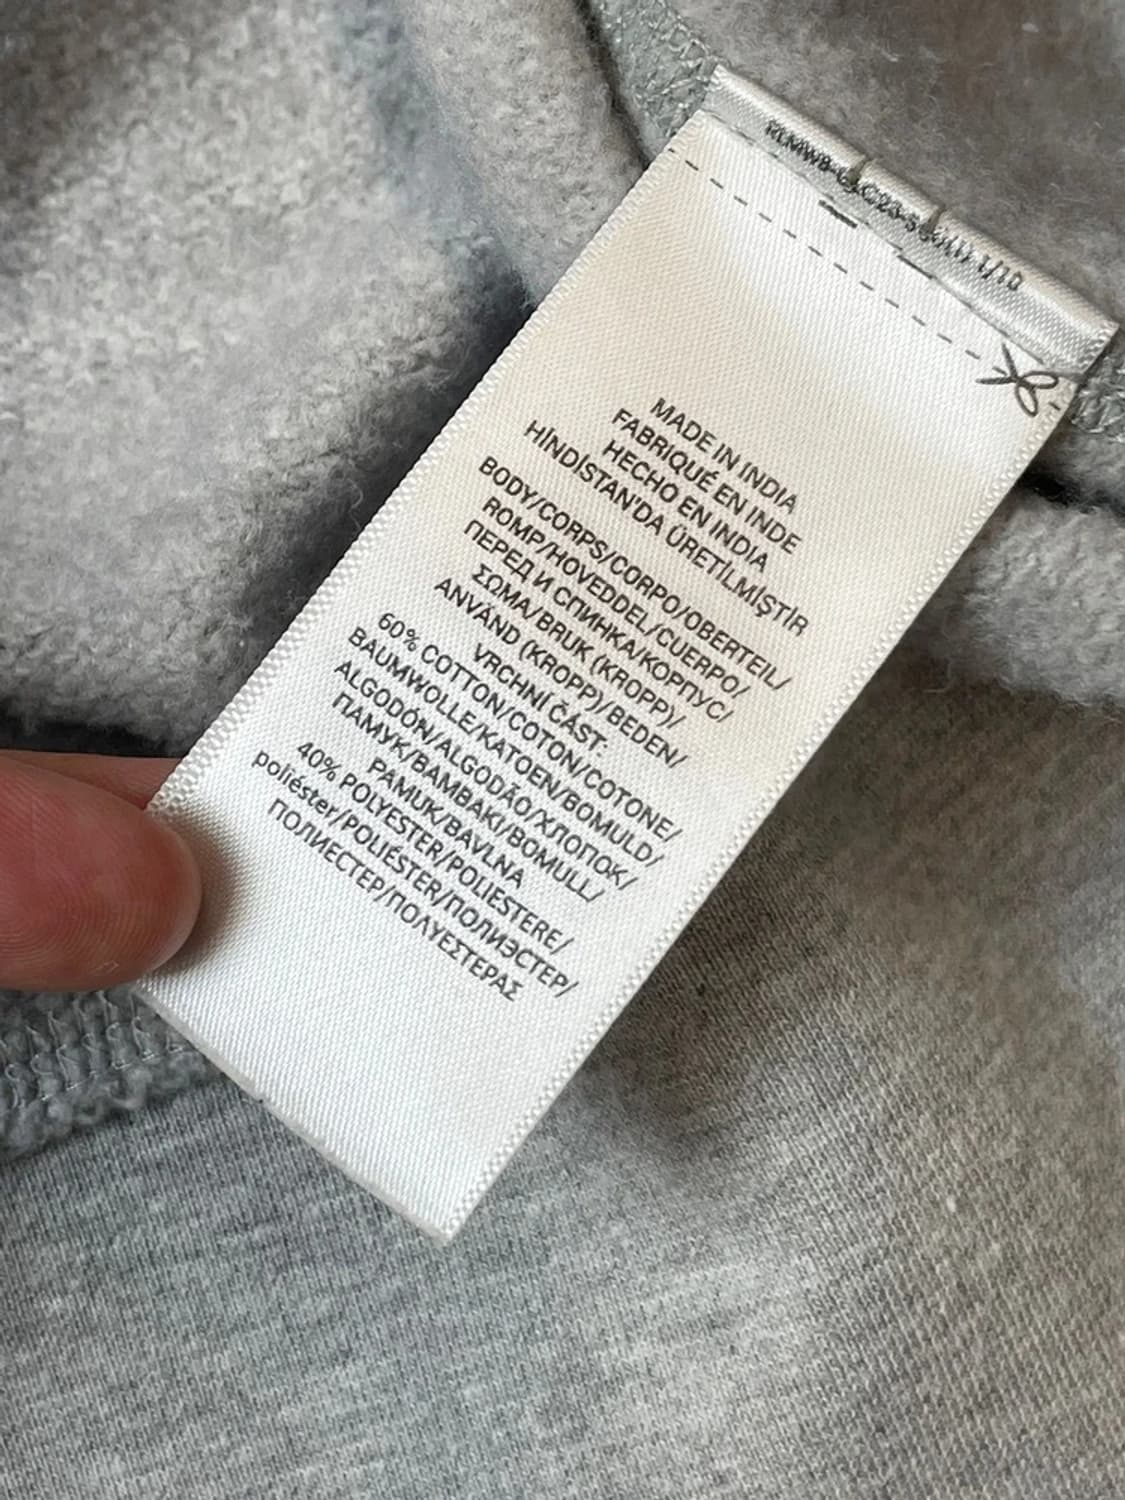 MADE IN INDIA
FABRIQUÉ EN INDE
HECHO EN INDIA
HİNDİSTAN'DA ÜRETİLMİŞTİR
BODY/CORPS/CORPO/OBERTEIL/
ROMP/HOVEDDEL/CUERPO/
ПЕРЕД И СПИНКА/КОРПУС/
ΣΩΜΑ/BRUK (KROPP)/
ANVÄND (KROPP)/BEDEN/
VRCHNÍ ČÁST:
60% COTTON/COTON/COTONE/
BAUMWOLLE/KATOEN/BOMULD/
ALGODÓN/ALGODÃO/ХЛОПОК/
ПАМУК/ΒΑΜΒΑΚΙ/BOMULL/
PAMUK/BAVLNA
40% POLYESTER/POLIESTERE/
poliéster/POLIÉSTER/ПОЛИЭСТЕР/
ПОЛИЕСТЕР/ΠΟΛΥΕΣΤΕΡΑΣ